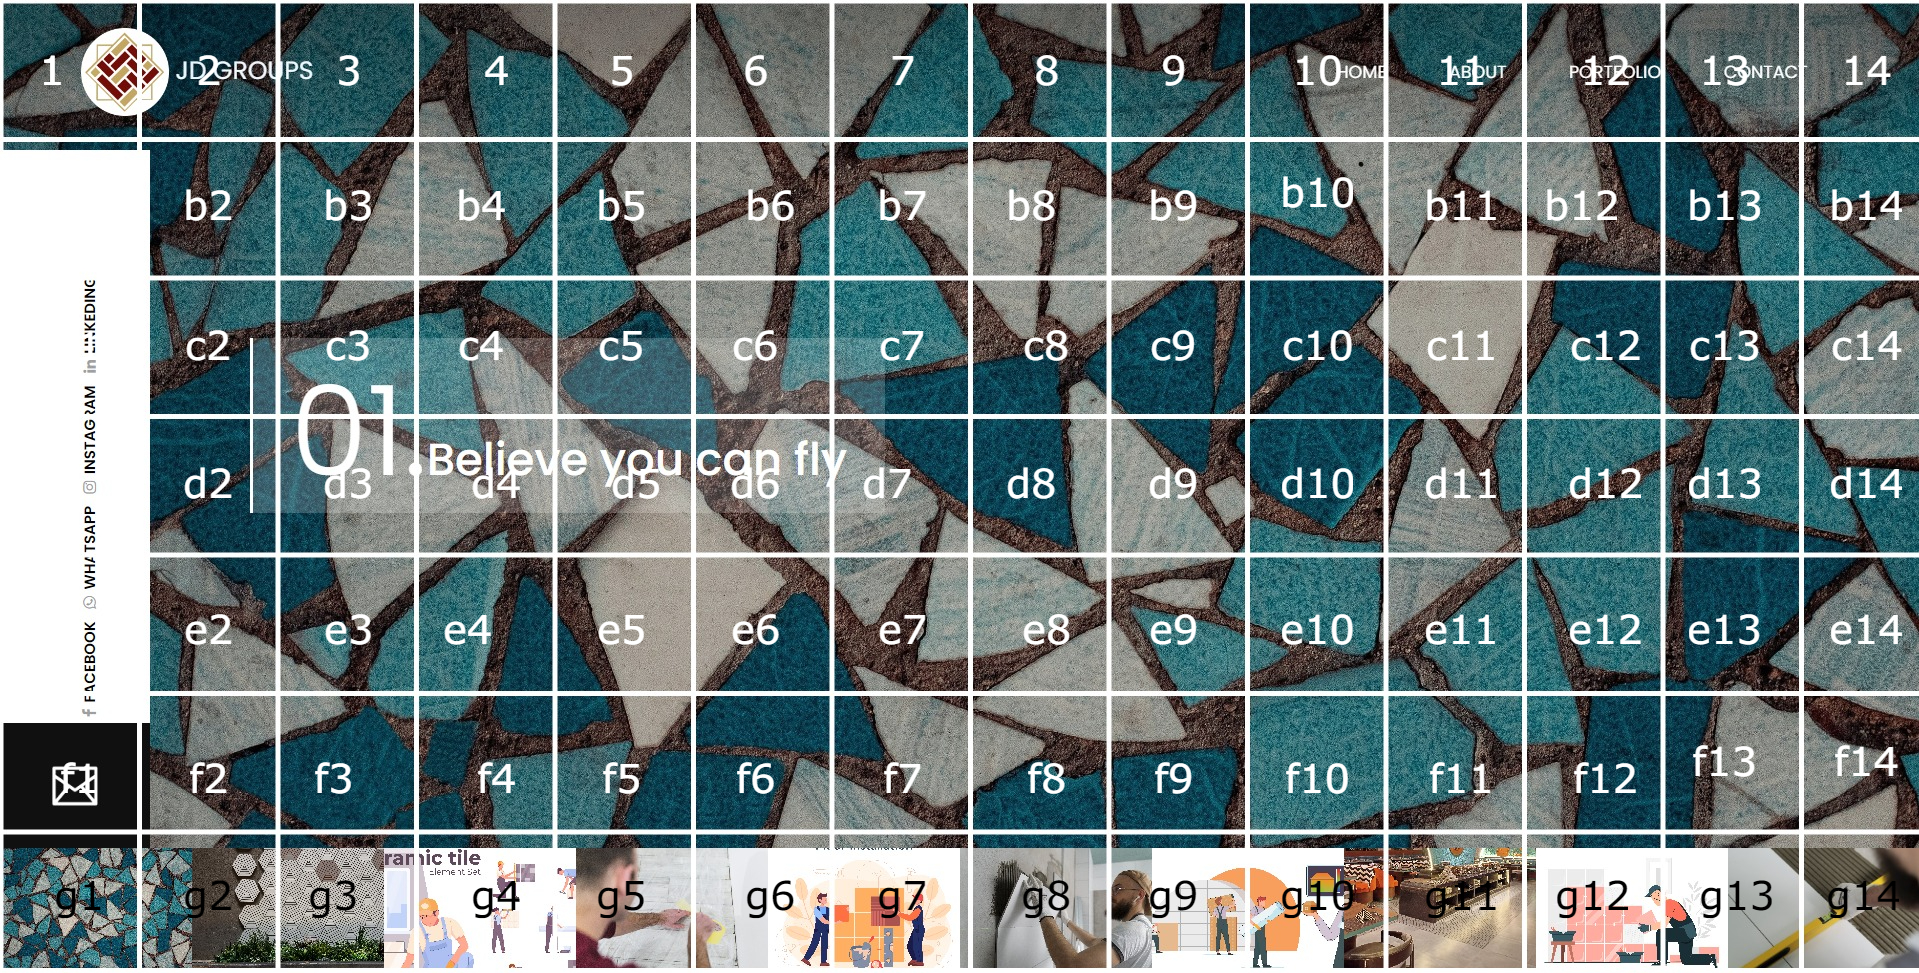 1 2 3 4 5 6 7 8 9 10 11 12 13 14
JD GROUPS HOME ABOUT PORTFOLIO CONTACT
b2 b3 b4 b5 b6 b7 b8 b9 b10 b11 b12 b13 b14
c2 c3 c4 c5 c6 c7 c8 c9 c10 c11 c12 c13 c14
01.Believe you can fly
d2 d3 d4 d5 d6 d7 d8 d9 d10 d11 d12 d13 d14
e2 e3 e4 e5 e6 e7 e8 e9 e10 e11 e12 e13 e14
FACEBOOK WHATSAPP INSTAGRAM in LINKEDING
f1 f2 f3 f4 f5 f6 f7 f8 f9 f10 f11 f12 f13 f14
ramic tile
Element Set
g1 g2 g3 g4 g5 g6 g7 g8 g9 g10 g11 g12 g13 g14